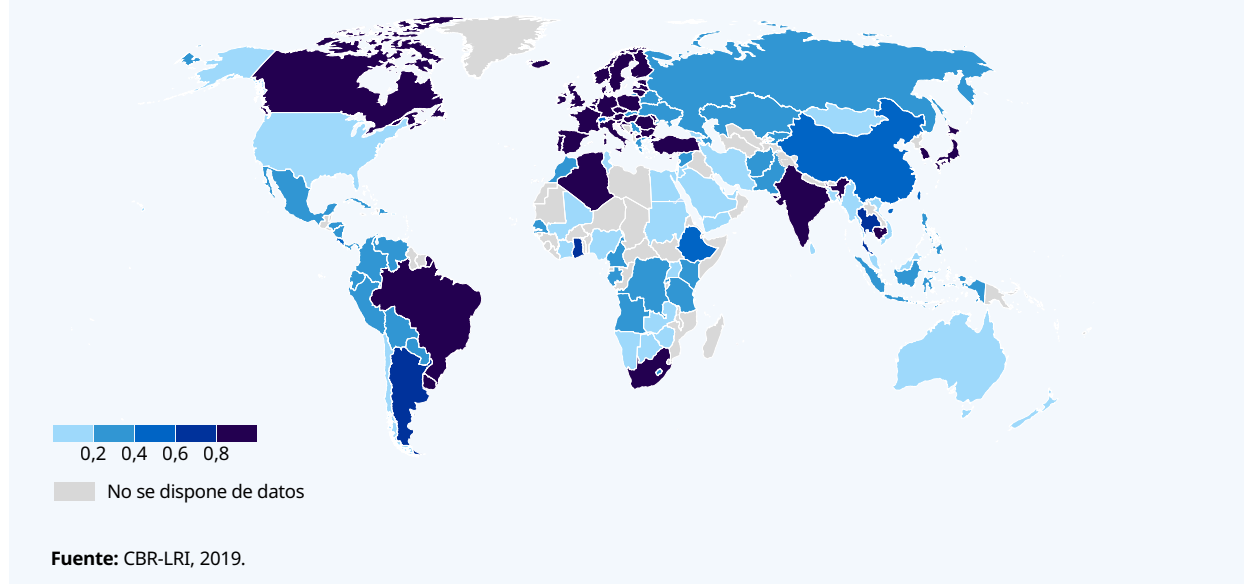 0,2 0,4 0,6 0,8
No se dispone de datos
Fuente: CBR-LRI, 2019.